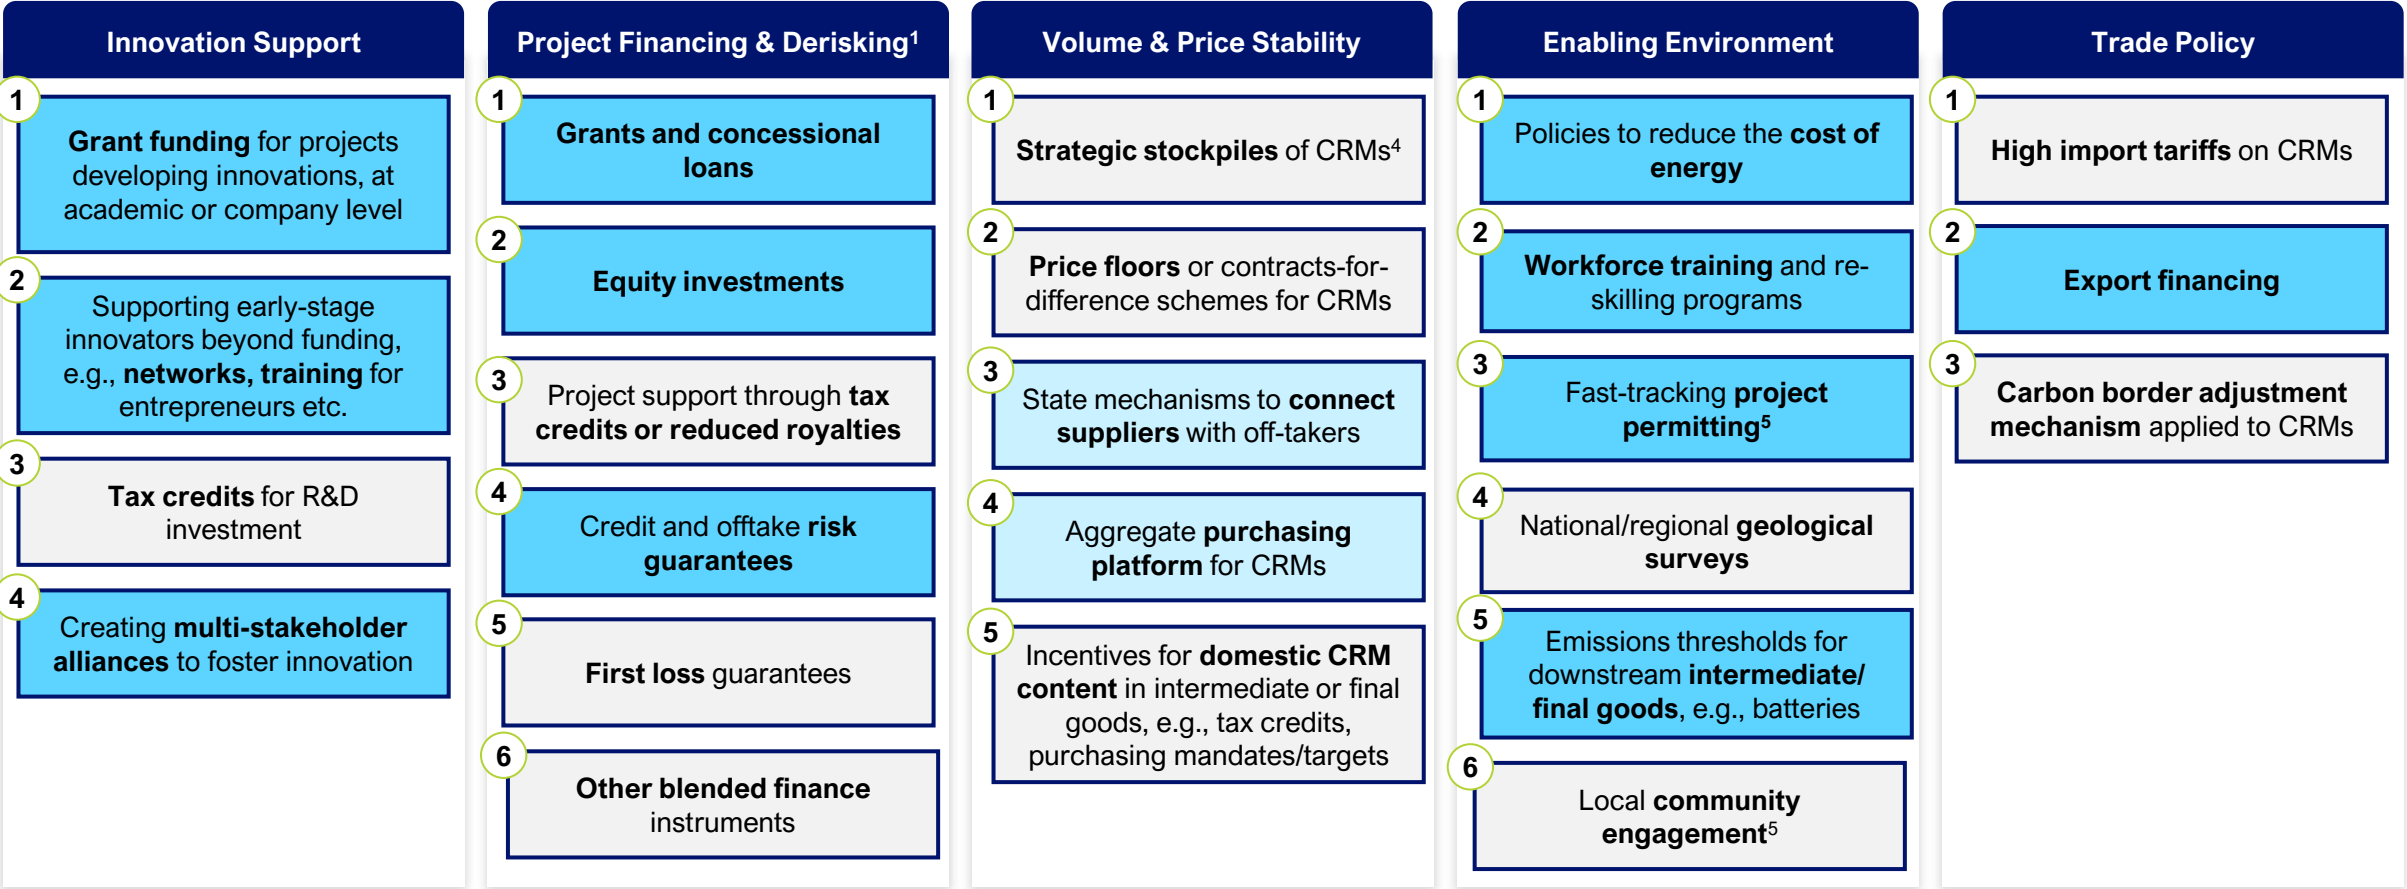 Innovation Support
1
Grant funding for projects
developing innovations, at
academic or company level
2
Supporting early-stage
innovators beyond funding,
e.g., networks, training for
entrepreneurs etc.
3
Tax credits for R&D
investment
4
Creating multi-stakeholder
alliances to foster innovation
Project Financing & Derisking¹
1
Grants and concessional
loans
2
Equity investments
3
Project support through tax
credits or reduced royalties
4
Credit and offtake risk
guarantees
5
First loss guarantees
6
Other blended finance
instruments
Volume & Price Stability
1
Strategic stockpiles of CRMs⁴
2
Price floors or contracts-for-
difference schemes for CRMs
3
State mechanisms to connect
suppliers with off-takers
4
Aggregate purchasing
platform for CRMs
5
Incentives for domestic CRM
content in intermediate or final
goods, e.g., tax credits,
purchasing mandates/targets
Enabling Environment
1
Policies to reduce the cost of
energy
2
Workforce training and re-
skilling programs
3
Fast-tracking project
permitting⁵
4
National/regional geological
surveys
5
Emissions thresholds for
downstream intermediate/
final goods, e.g., batteries
6
Local community
engagement⁵
Trade Policy
1
High import tariffs on CRMs
2
Export financing
3
Carbon border adjustment
mechanism applied to CRMs